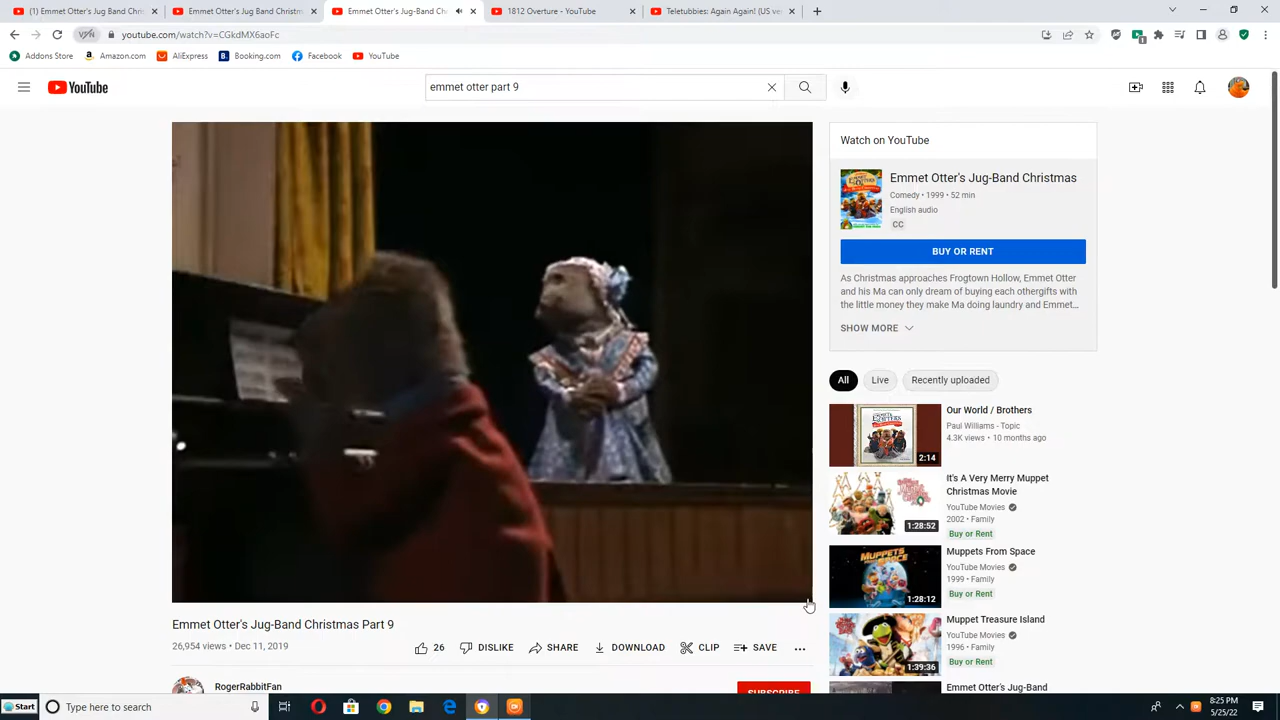 (1) Emmet Otter's Jug-Band Chris
Emmet Otter's Jug-Band Christm
Emmet Otter's Jug-Band Ch
1812 Overture - YouTube
Teletubbies: Again Again! (US ve
VPN
youtube.com/watch?v=CGkdMX6aoFc
1
Addons Store
Amazon.com
AliExpress
B.
Booking.com
Facebook
YouTube
YouTube
emmet otter part 9
Watch on YouTube
Emmet Otter's Jug-Band Christmas
Comedy • 1999 • 52 min
English audio
CC
BUY OR RENT
As Christmas approaches Frogtown Hollow, Emmet Otter
and his Ma can only dream of buying each othergifts with
the little money they make Ma doing laundry and Emmet...
SHOW MORE
All
Live
Recently uploaded
Our World / Brothers
Paul Williams - Topic
4.3K views • 10 months ago
2:14
It's A Very Merry Muppet
Christmas Movie
YouTube Movies
2002 • Family
Buy or Rent
1:28:52
Muppets From Space
YouTube Movies
1999 • Family
Buy or Rent
1:28:12
Muppet Treasure Island
YouTube Movies
1996 • Family
Buy or Rent
1:39:36
Emmet Otter's Jug-Band
Emmet Otter's Jug-Band Christmas Part 9
26,954 views • Dec 11, 2019
26
DISLIKE
SHARE
DOWNLOAD
CLIP
SAVE
RogerRabbitFan
SUBSCRIBE
Start
Type here to search
8:25 PM
5/25/22